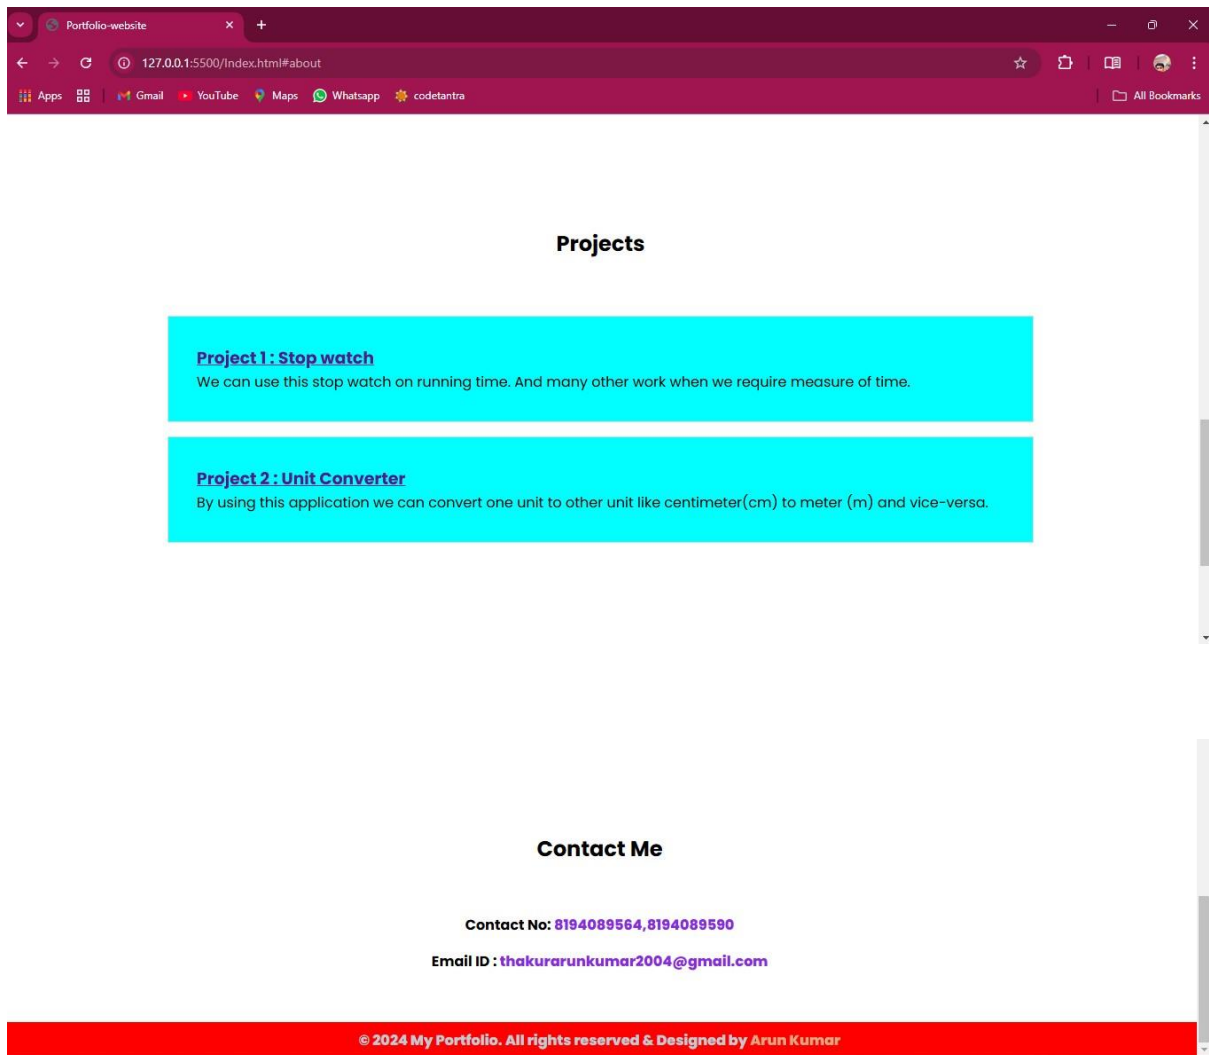 Portfolio-website
127.0.0.1:5500/Index.html#about
Apps Gmail YouTube Maps Whatsapp codetantra All Bookmarks
Projects
Project 1 : Stop watch
We can use this stop watch on running time. And many other work when we require measure of time.
Project 2 : Unit Converter
By using this application we can convert one unit to other unit like centimeter(cm) to meter (m) and vice-versa.
Contact Me
Contact No: 8194089564,8194089590
Email ID : thakurarunkumar2004@gmail.com
© 2024 My Portfolio. All rights reserved & Designed by Arun Kumar